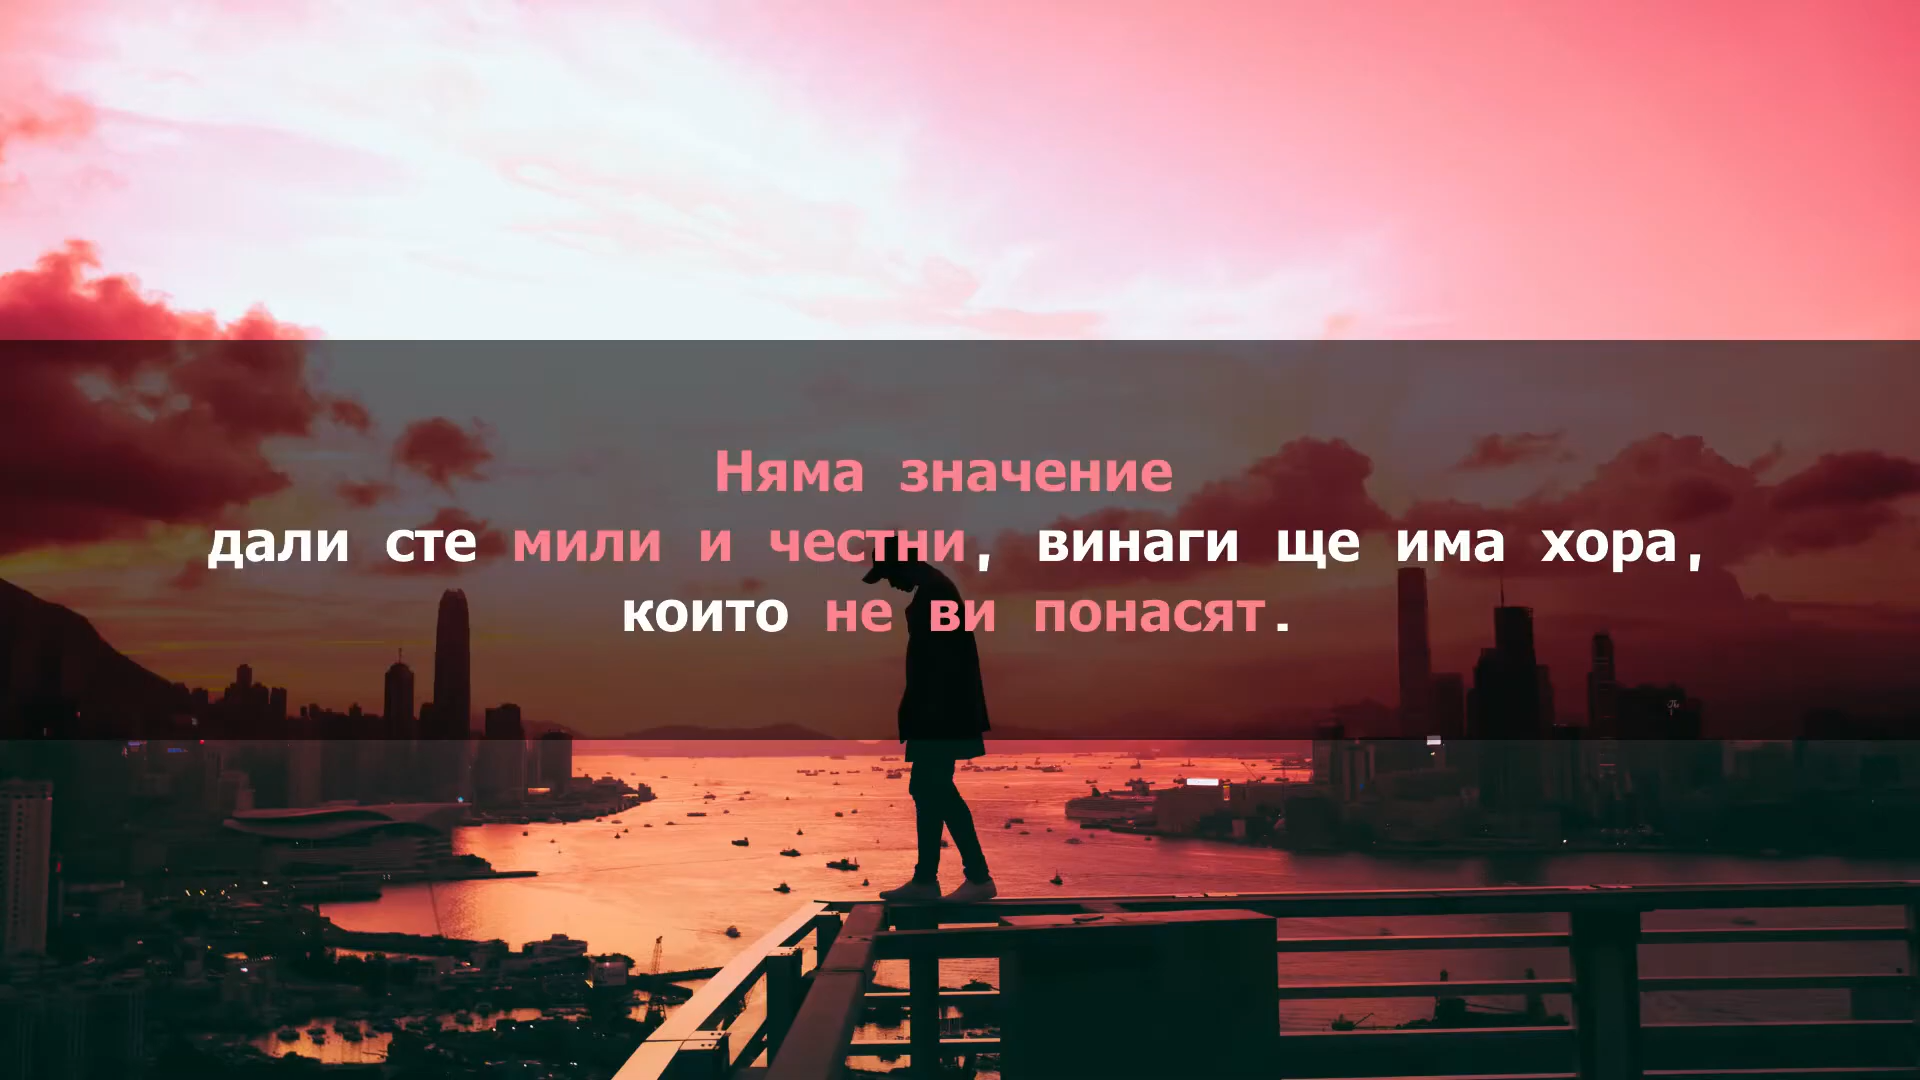 Няма значение
дали сте мили и честни, винаги ще има хора,
които не ви понасят.